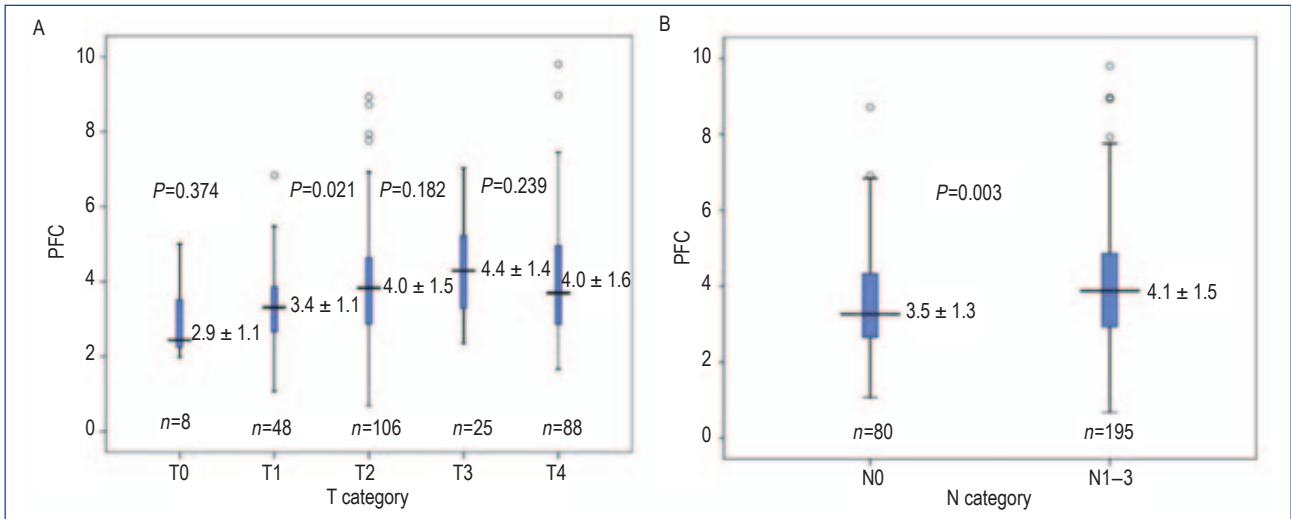 A
PFC
10
8
6
4
2
0
P=0.374
P=0.021
P=0.182
P=0.239
2.9 ± 1.1
3.4 ± 1.1
4.0 ± 1.5
4.4 ± 1.4
4.0 ± 1.6
n=8
n=48
n=106
n=25
n=88
T0
T1
T2
T3
T4
T category
B
PFC
10
8
6
4
2
0
P=0.003
3.5 ± 1.3
4.1 ± 1.5
n=80
n=195
N0
N1–3
N category